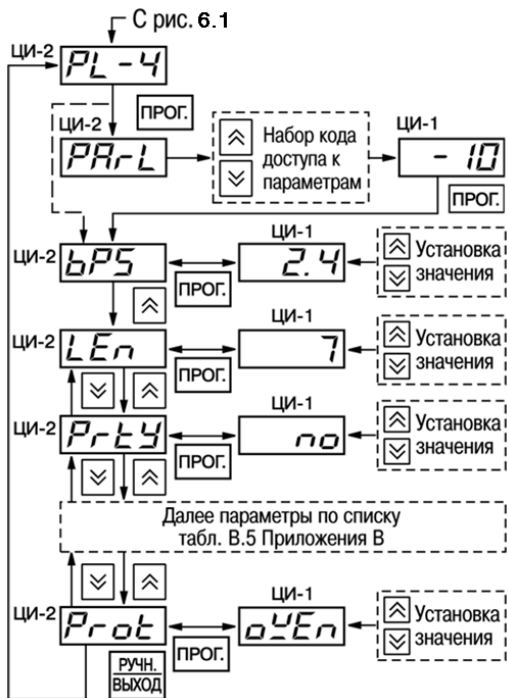 С рис. 6.1
ЦИ-2
PL-4
ПРОГ.
ЦИ-2
PArL
Набор кода
доступа к
параметрам
ЦИ-1
- 10
ПРОГ.
ЦИ-2
bPS
ПРОГ.
ЦИ-1
2.4
Установка
значения
ЦИ-2
LEn
ПРОГ.
ЦИ-1
7
Установка
значения
ЦИ-2
PrtY
ПРОГ.
ЦИ-1
no
Установка
значения
Далее параметры по списку
табл. В.5 Приложения В
ЦИ-2
Prot
ПРОГ.
ЦИ-1
oWEn
Установка
значения
РУЧН.
ВЫХОД